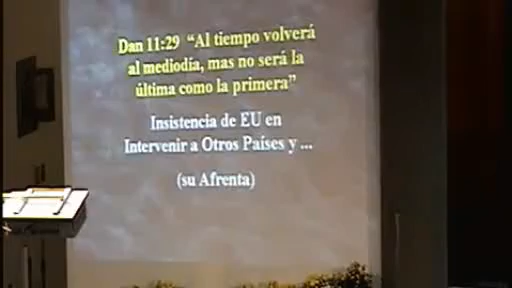 Dan 11:29 “Al tiempo volverá
al mediodía, mas no será la
última como la primera”
Insistencia de EU en
Intervenir a Otros Países y ...
(su Afrenta)